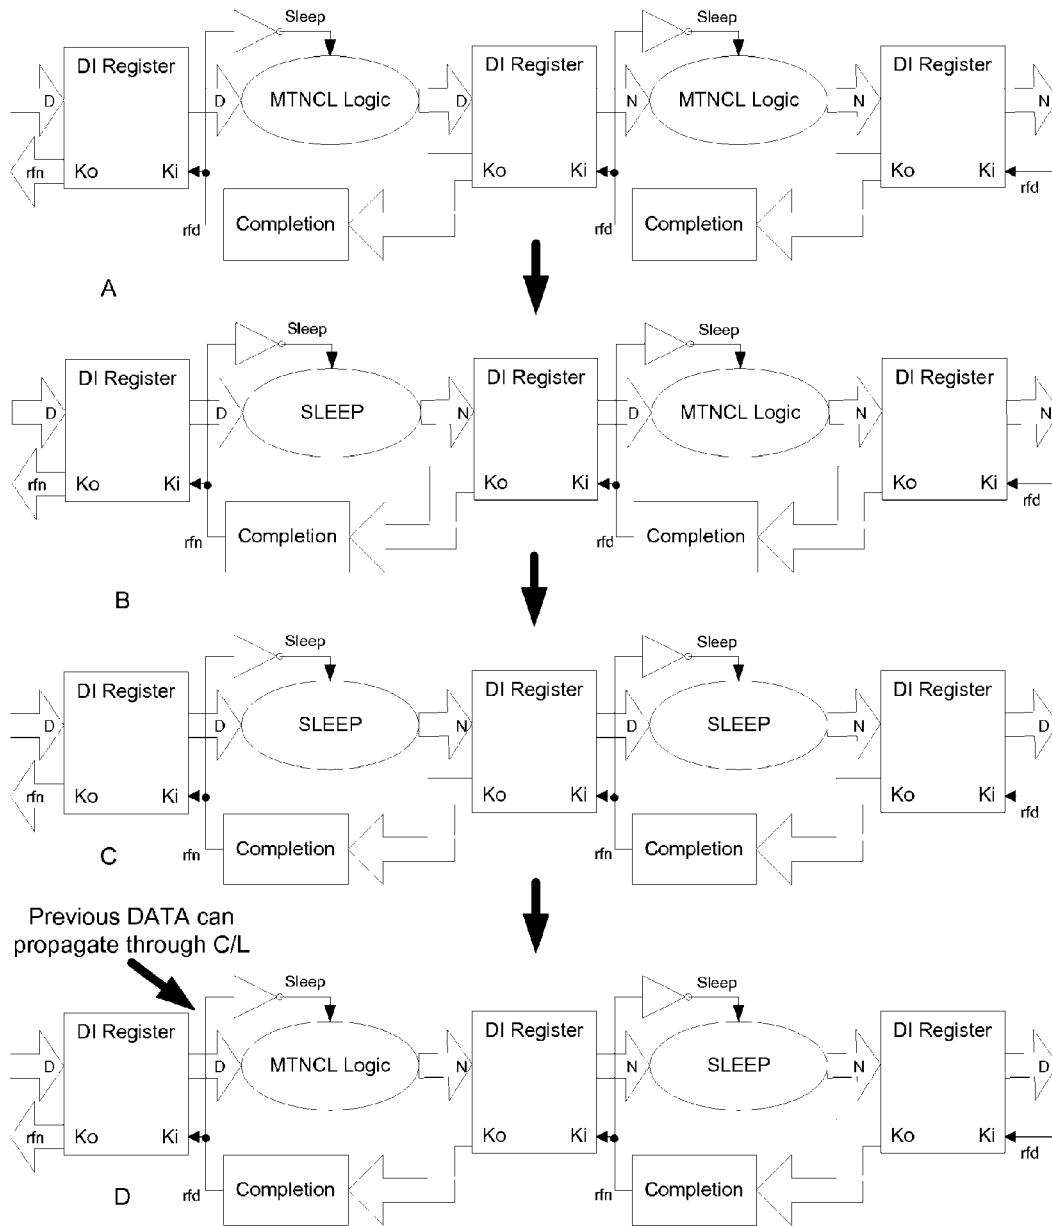 Sleep
Sleep
DI Register
DI Register
DI Register
D
D
MTNCL Logic
D
N
MTNCL Logic
N
N
rfn
Ko
Ki
Ko
Ki
Ko
Ki
rfd
Completion
rfd
Completion
rfd
A
Sleep
Sleep
DI Register
DI Register
DI Register
D
D
SLEEP
N
D
MTNCL Logic
N
N
rfn
Ko
Ki
Ko
Ki
Ko
Ki
rfd
rfn
Completion
rfd
Completion
B
Sleep
Sleep
DI Register
DI Register
DI Register
D
D
SLEEP
N
D
SLEEP
N
D
rfn
Ko
Ki
Ko
Ki
Ko
Ki
rfd
C
rfn
Completion
rfn
Completion
Previous DATA can
propagate through C/L
Sleep
Sleep
DI Register
DI Register
DI Register
D
D
MTNCL Logic
N
N
SLEEP
N
D
rfn
Ko
Ki
Ko
Ki
Ko
Ki
rfd
D
rfd
Completion
rfn
Completion